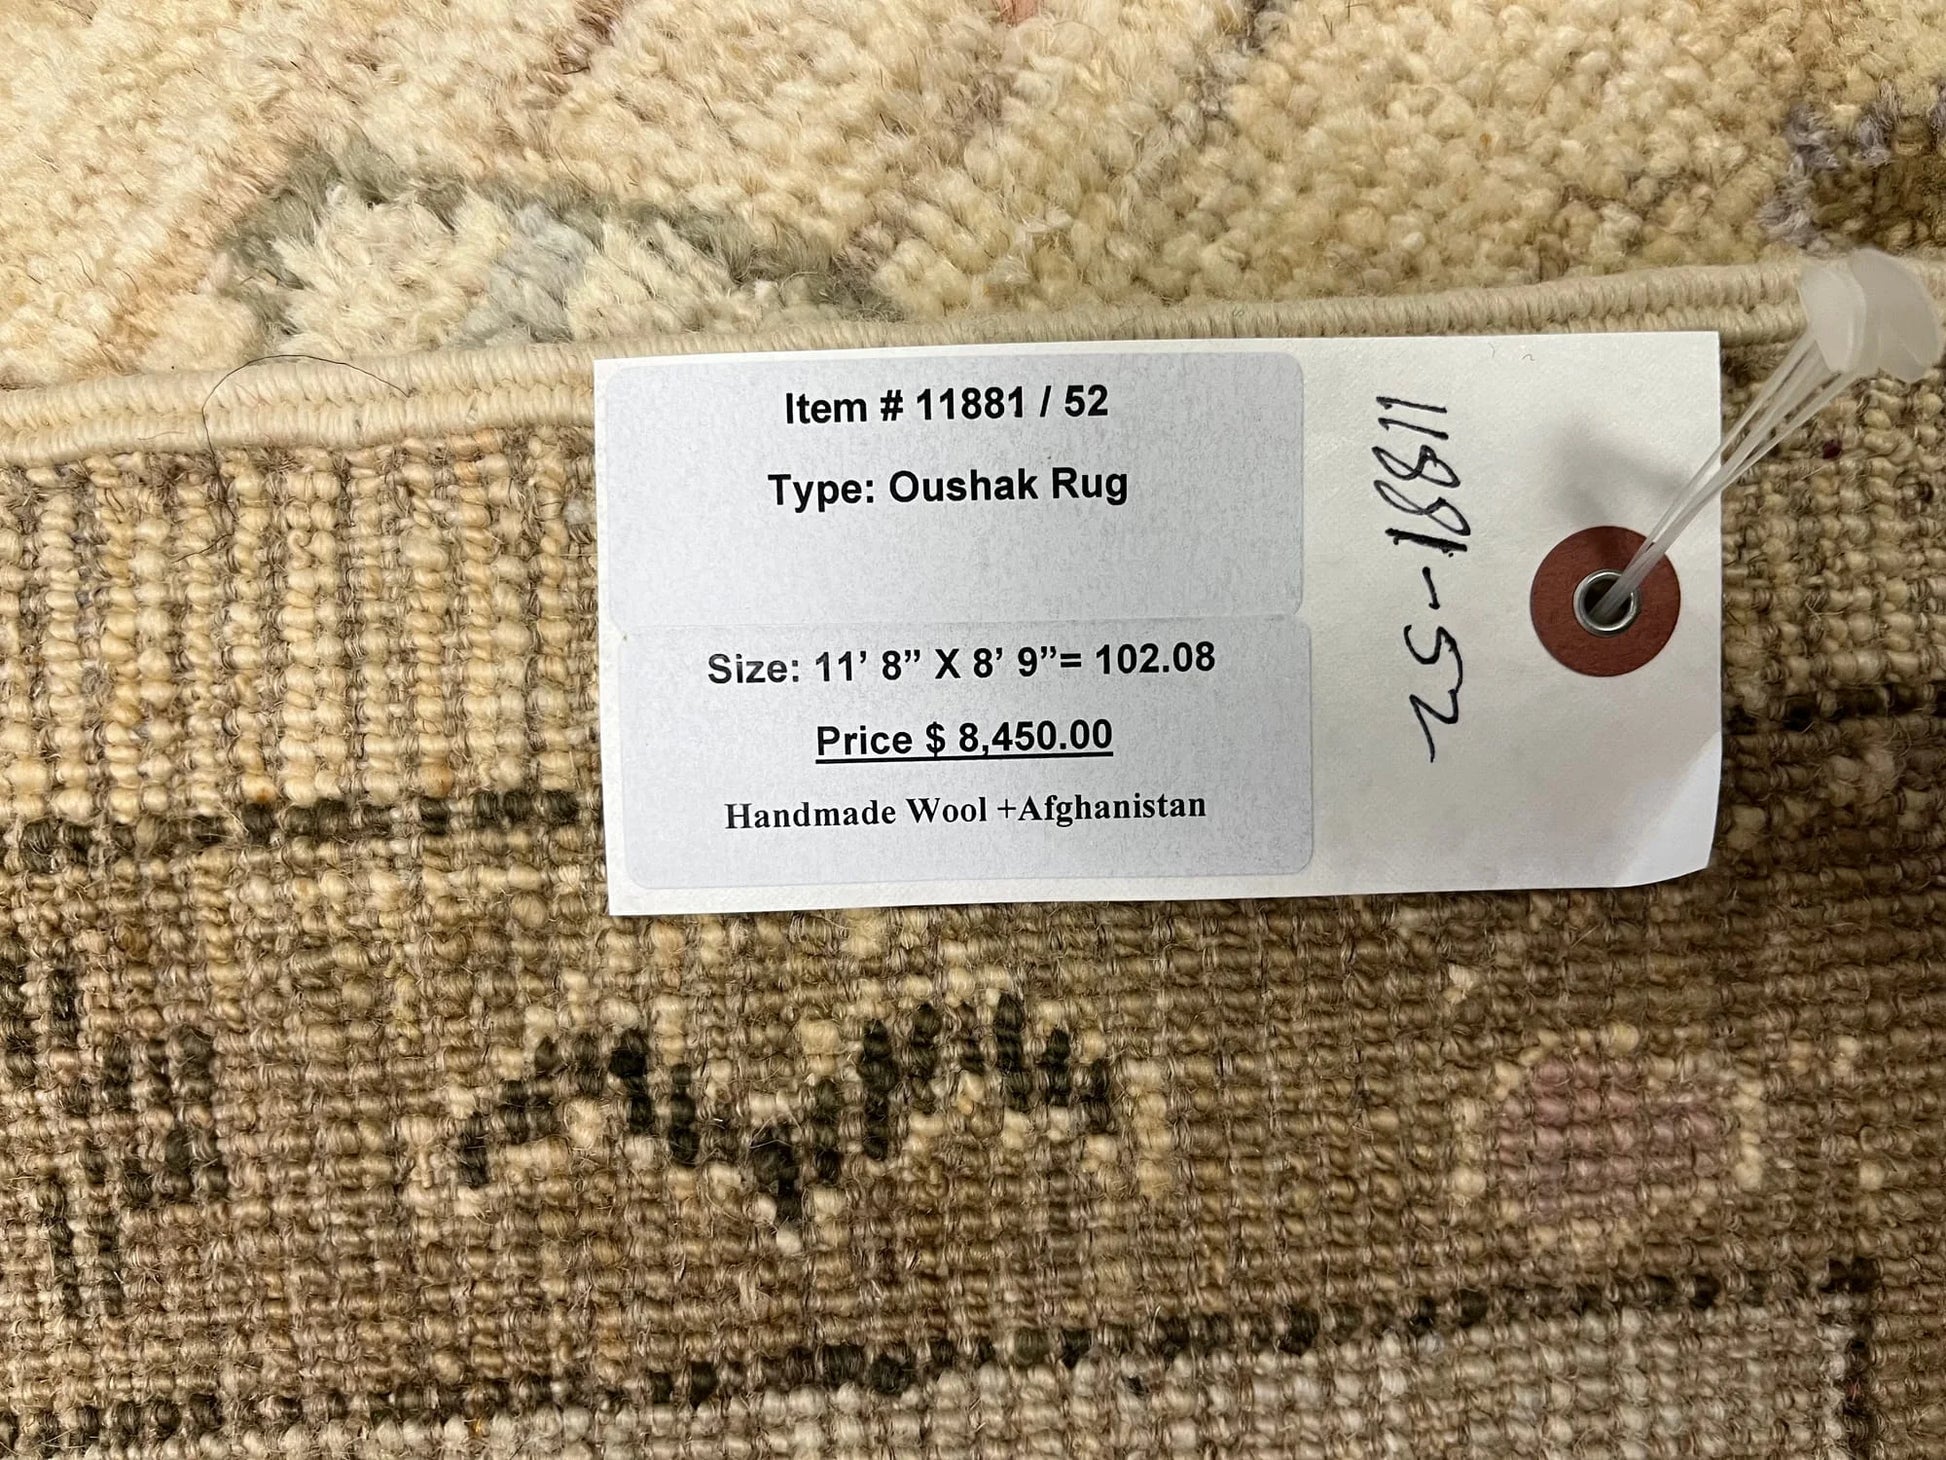 Item # 11881 / 52
Type: Oushak Rug
Size: 11’ 8” X 8’ 9”= 102.08
Price $ 8,450.00
Handmade Wool +Afghanistan
11881-52